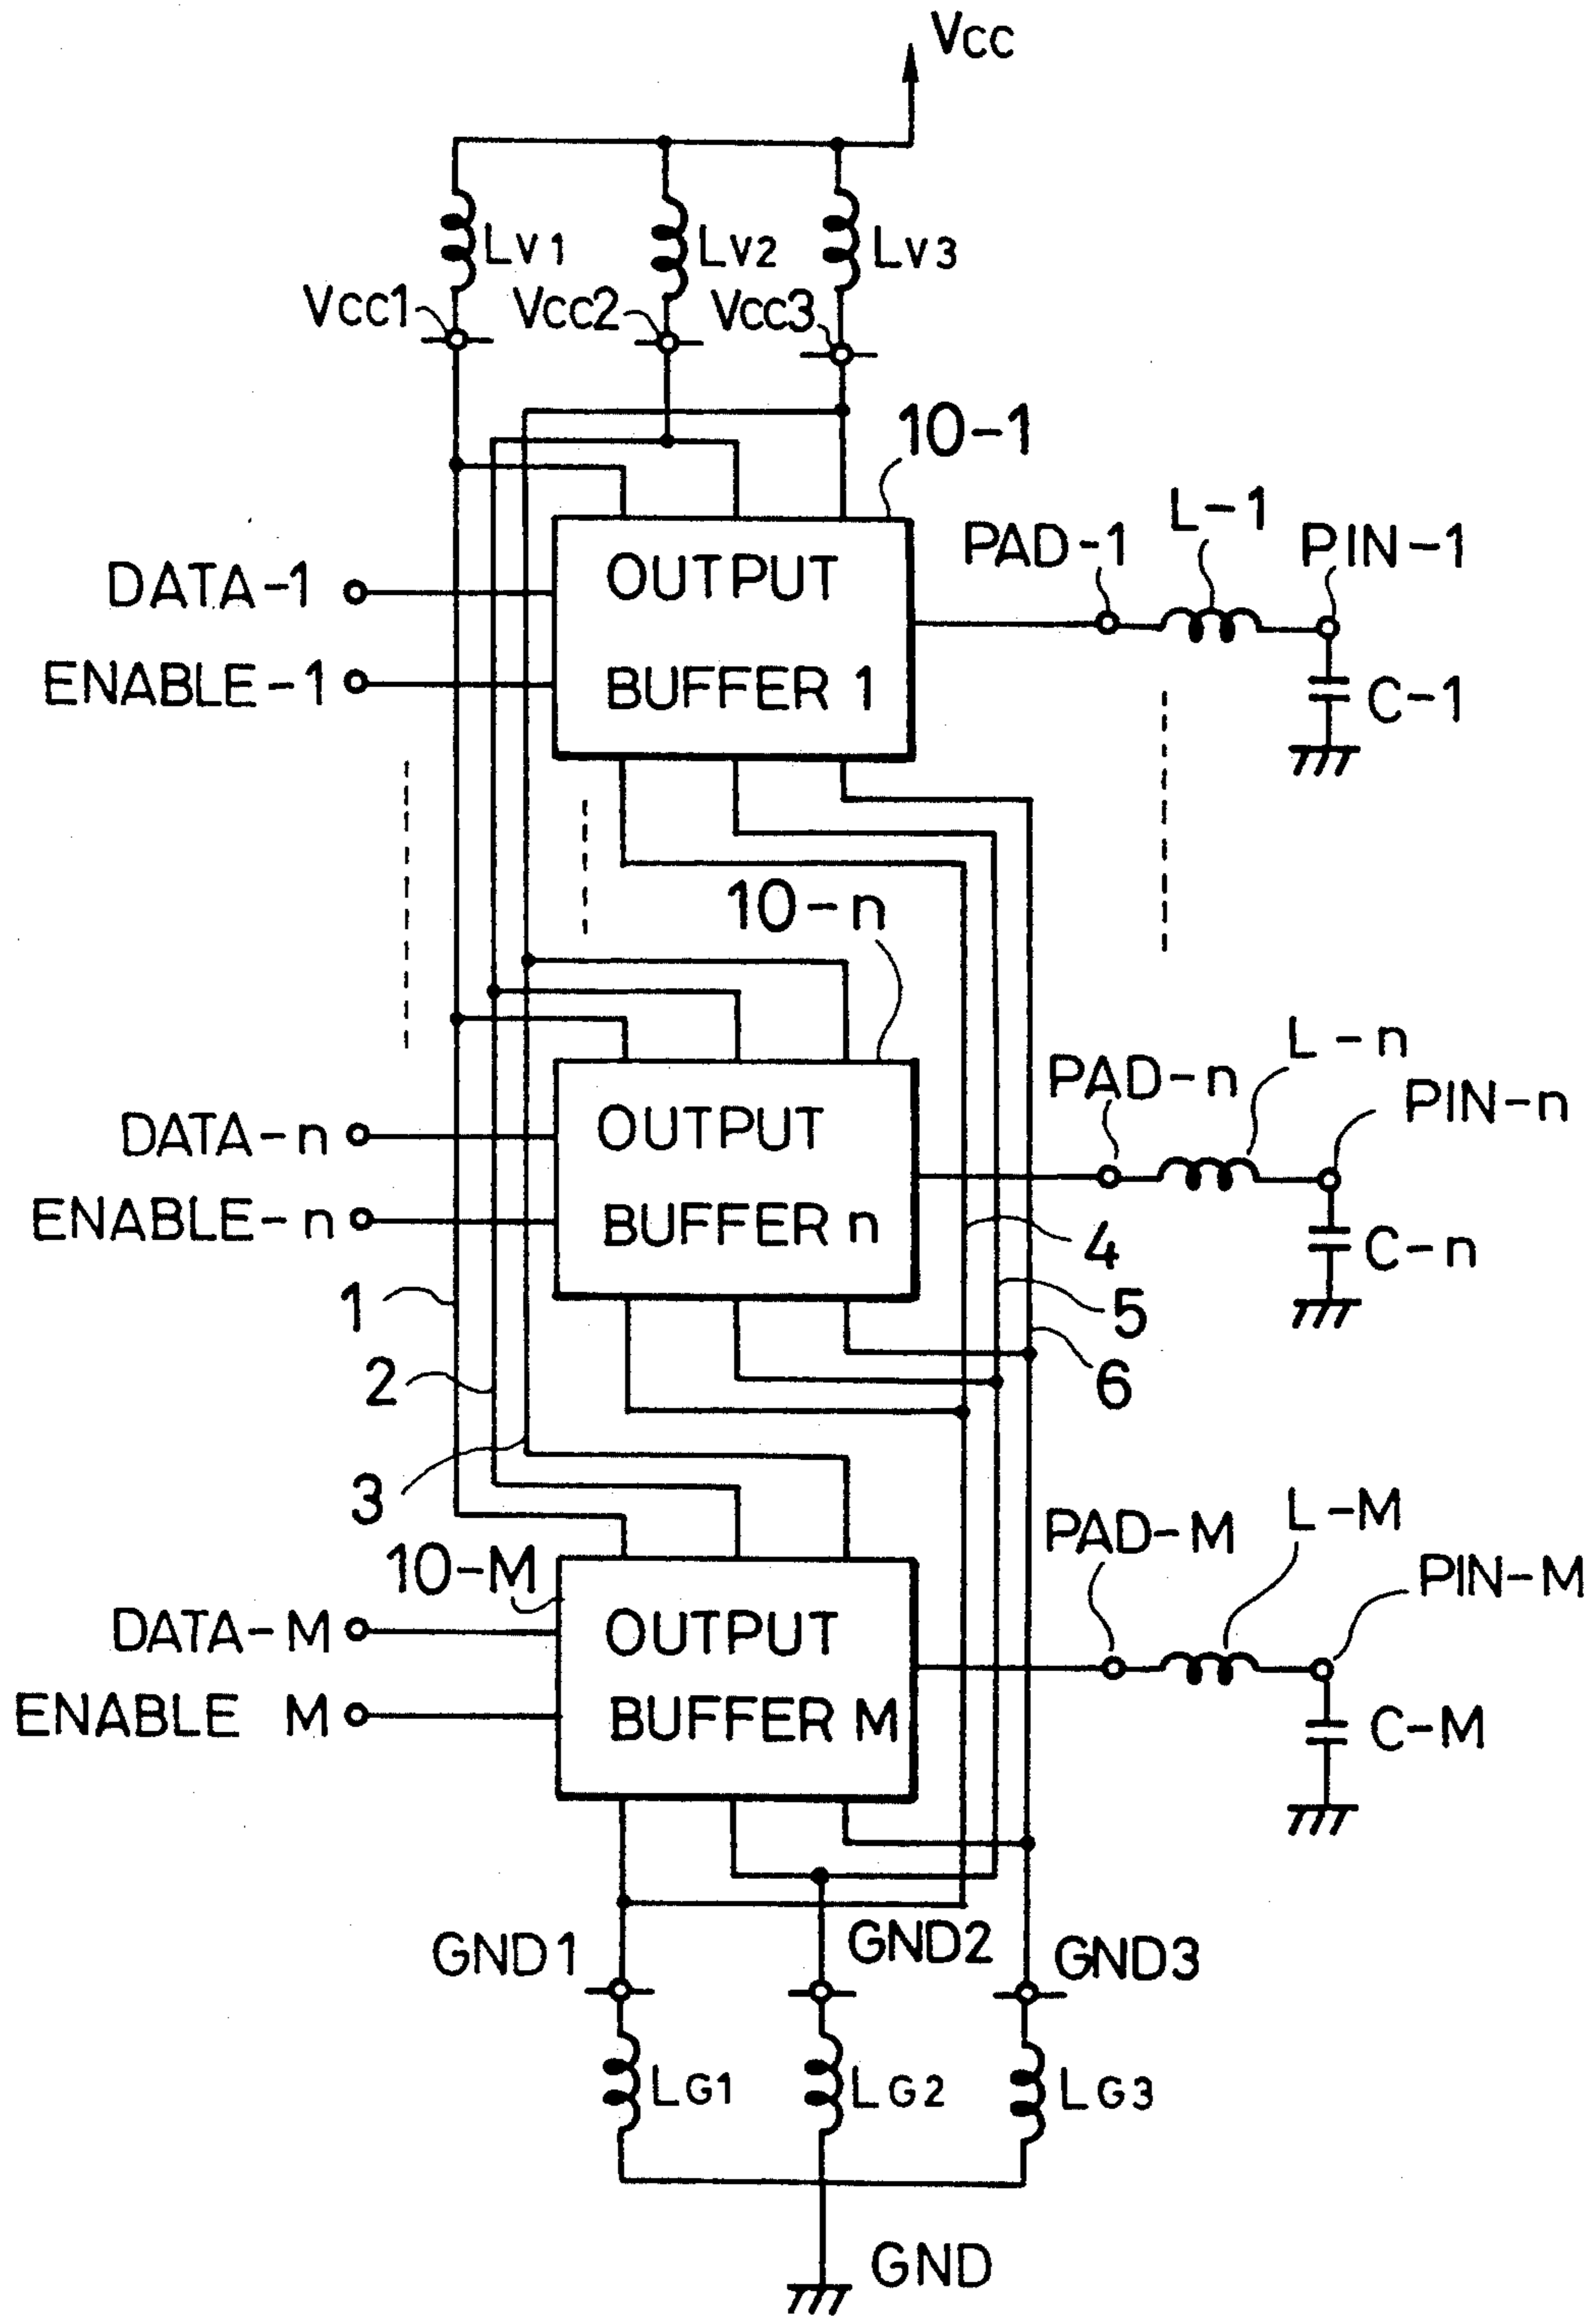 Vcc
Lv1
Lv2
Lv3
Vcc1
Vcc2
Vcc3
10-1
L-1
PAD-1
PIN-1
DATA-1
OUTPUT
BUFFER 1
ENABLE-1
C-1
10-n
L-n
PAD-n
PIN-n
DATA-n
OUTPUT
BUFFER n
ENABLE-n
4
C-n
1
5
2
6
3
L-M
PAD-M
10-M
PIN-M
DATA-M
OUTPUT
BUFFER M
ENABLE M
C-M
GND1
GND2
GND3
LG1
LG2
LG3
GND